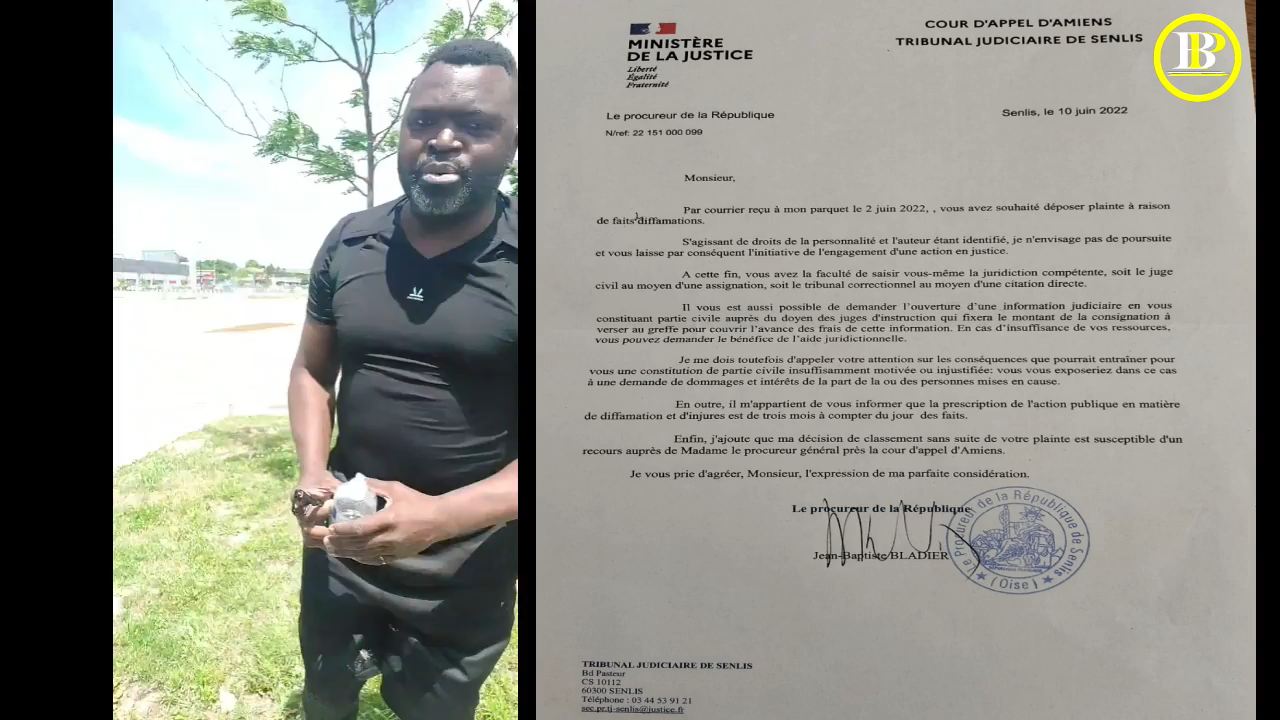 MINISTÈRE
DE LA JUSTICE
Liberté
Égalité
Fraternité
COUR D'APPEL D'AMIENS
TRIBUNAL JUDICIAIRE DE SENLIS
BP
Le procureur de la République
N/ref: 22 151 000 099
Senlis, le 10 juin 2022
Monsieur,
Par courrier reçu à mon parquet le 2 juin 2022, , vous avez souhaité déposer plainte à raison
de faits diffamations.
S'agissant de droits de la personnalité et l'auteur étant identifié, je n'envisage pas de poursuite
et vous laisse par conséquent l'initiative de l'engagement d'une action en justice.
A cette fin, vous avez la faculté de saisir vous-même la juridiction compétente, soit le juge
civil au moyen d'une assignation, soit le tribunal correctionnel au moyen d'une citation directe.
Il vous est aussi possible de demander l'ouverture d'une information judiciaire en vous
constituant partie civile auprès du doyen des juges d'instruction qui fixera le montant de la consignation à
verser au greffe pour couvrir l'avance des frais de cette information. En cas d'insuffisance de vos ressources,
vous pouvez demander le bénéfice de l'aide juridictionnelle.
Je me dois toutefois d'appeler votre attention sur les conséquences que pourrait entraîner pour
vous une constitution de partie civile insuffisamment motivée ou injustifiée: vous vous exposeriez dans ce cas
à une demande de dommages et intérêts de la part de la ou des personnes mises en cause.
En outre, il m'appartient de vous informer que la prescription de l'action publique en matière
de diffamation et d'injures est de trois mois à compter du jour des faits.
Enfin, j'ajoute que ma décision de classement sans suite de votre plainte est susceptible d'un
recours auprès de Madame le procureur général près la cour d'appel d'Amiens.
Je vous prie d'agréer, Monsieur, l'expression de ma parfaite considération.
Le procureur de la République
Jean-Baptiste BLADIER
Le Procureur de la République de Senlis
(Oise)
TRIBUNAL JUDICIAIRE DE SENLIS
Bd Pasteur
CS 10112
60300 SENLIS
Téléphone : 03 44 53 91 21
sec.pr.tj-senlis@justice.fr